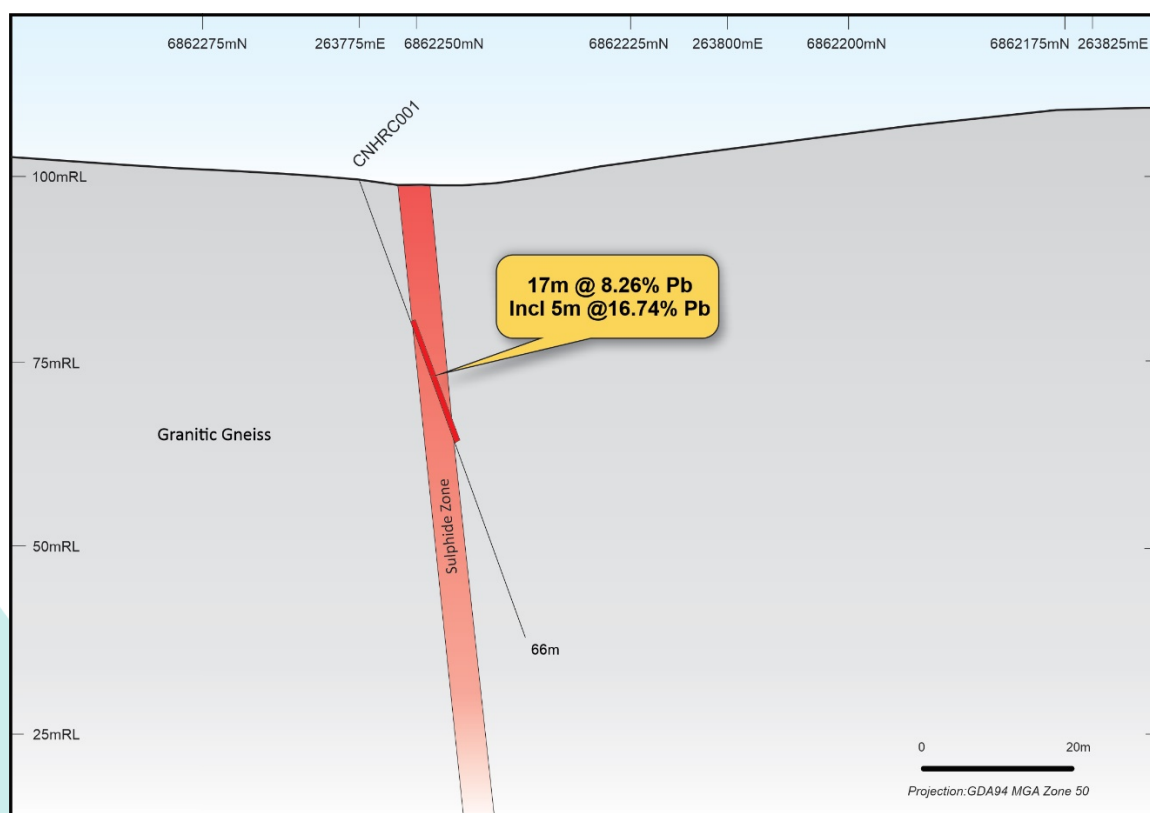 6862275mN
263775mE
6862250mN
6862225mN
263800mE
6862200mN
6862175mN
263825mE
CNHRC001
100mRL
17m @ 8.26% Pb
Incl 5m @16.74% Pb
75mRL
Granitic Gneiss
Sulphide Zone
50mRL
66m
25mRL
0
20m
Projection:GDA94 MGA Zone 50